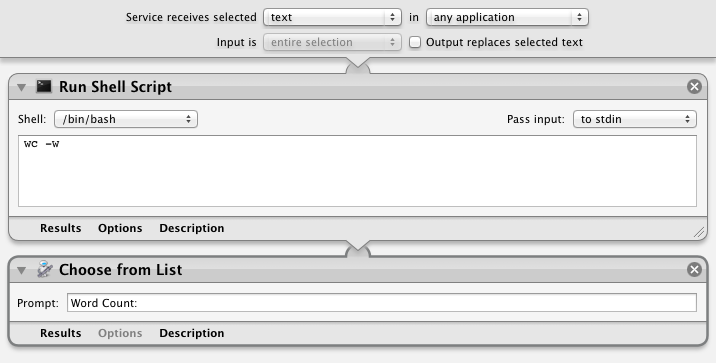 Service receives selected text in any application
Input is entire selection Output replaces selected text
Run Shell Script
Shell: /bin/bash Pass input: to stdin
wc -w
Results Options Description
Choose from List
Prompt: Word Count:
Results Options Description